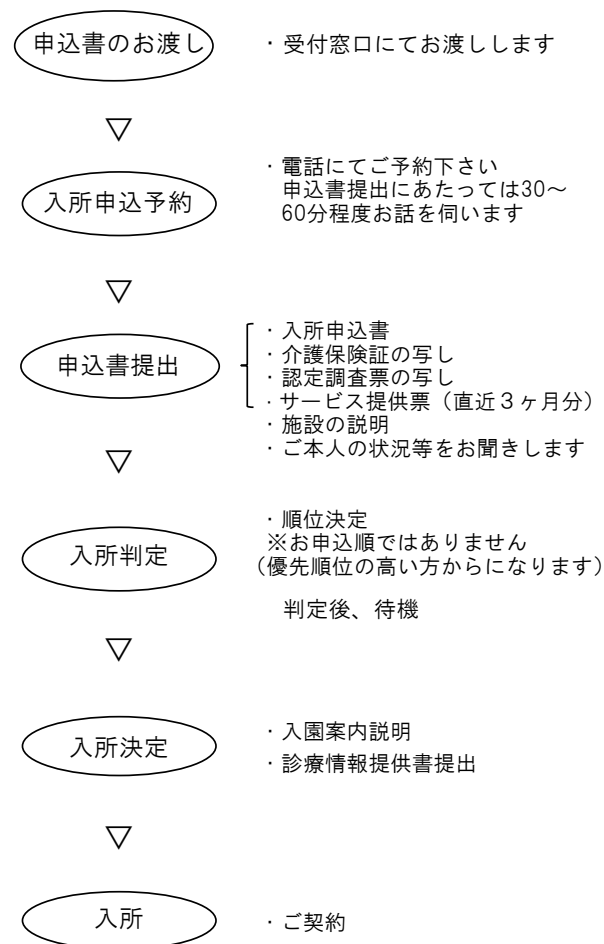 申込書のお渡し
・受付窓口にてお渡しします
▽
入所申込予約
・電話にてご予約下さい
申込書提出にあたっては30～
60分程度お話を伺います
▽
申込書提出
・入所申込書
・介護保険証の写し
・認定調査票の写し
・サービス提供票（直近３ヶ月分）
・施設の説明
・ご本人の状況等をお聞きします
▽
入所判定
・順位決定
※お申込順ではありません
（優先順位の高い方からになります）
判定後、待機
▽
入所決定
・入園案内説明
・診療情報提供書提出
▽
入所
・ご契約